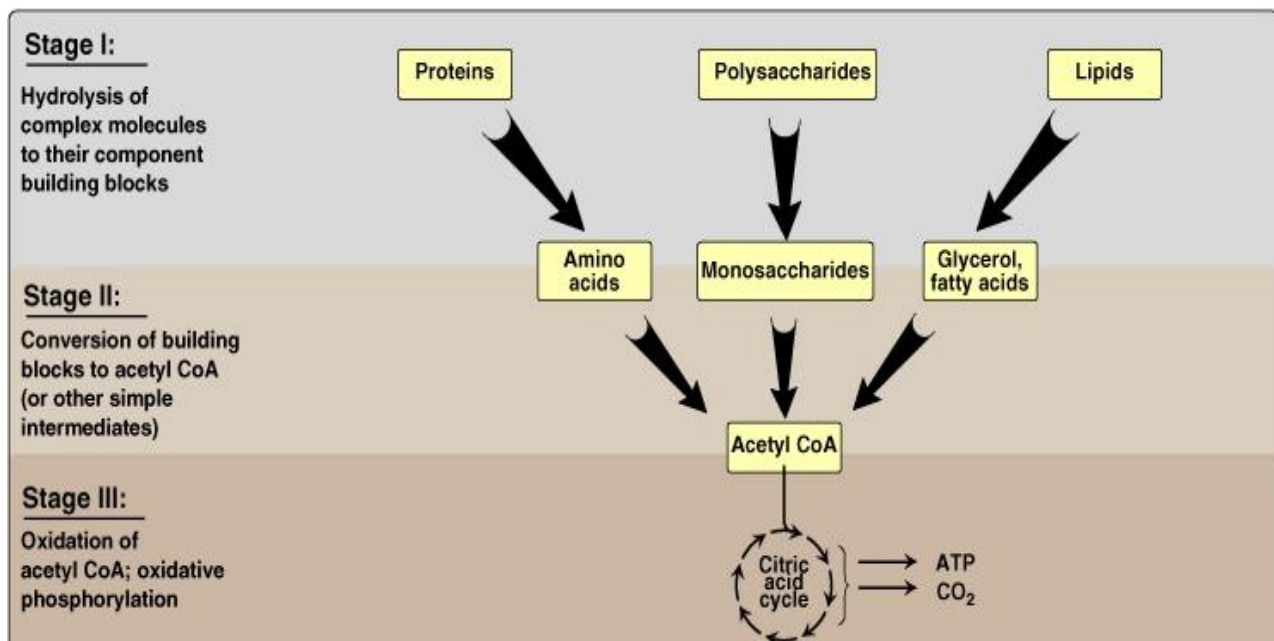 Stage I:
Hydrolysis of
complex molecules
to their component
building blocks
Proteins
Polysaccharides
Lipids
Amino
acids
Monosaccharides
Glycerol,
fatty acids
Stage II:
Conversion of building
blocks to acetyl CoA
(or other simple
intermediates)
Acetyl CoA
Stage III:
Oxidation of
acetyl CoA; oxidative
phosphorylation
Citric
acid
cycle
ATP
CO₂